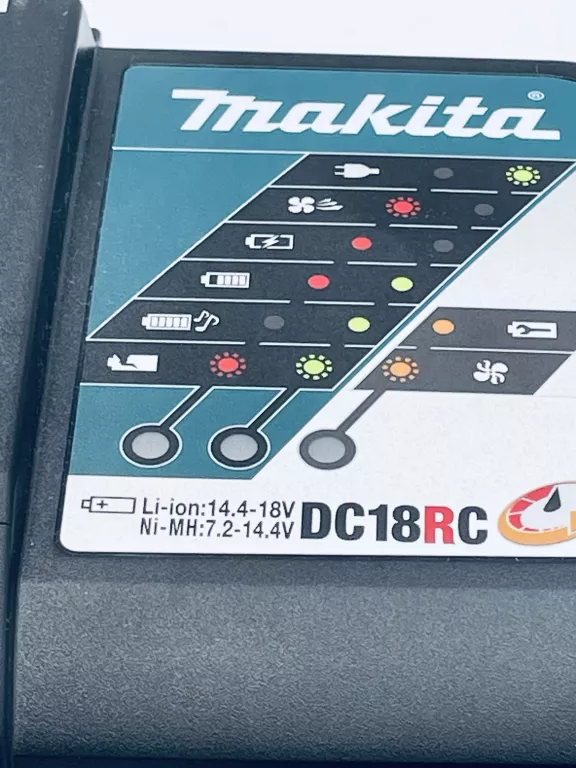 makita®
Li-ion:14.4-18V
Ni-MH:7.2-14.4V
DC18RC